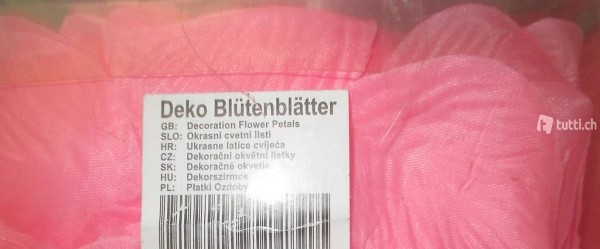 Deko Blütenblätter
GB: Decoration Flower Petals
SLO: Okrasni cvetni listi
HR: Ukrasne latice cvijeća
CZ: Dekorační okvětní lístky
SK: Dekoračné okvetie
HU: Dekorszirmok
PL: Płatki Ozdoby
tutti.ch